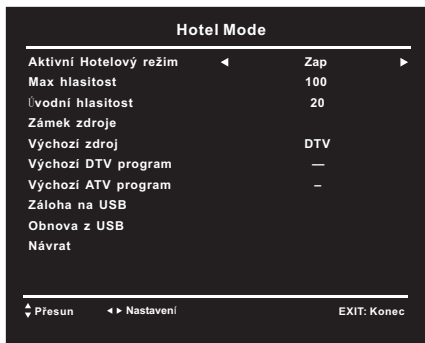 Hotel Mode
Aktivní Hotelový režim ◄ Zap ►
Max hlasitost 100
Úvodní hlasitost 20
Zámek zdroje
Výchozí zdroj DTV
Výchozí DTV program —
Výchozí ATV program –
Záloha na USB
Obnova z USB
Návrat
Přesun ◄► Nastavení EXIT: Konec